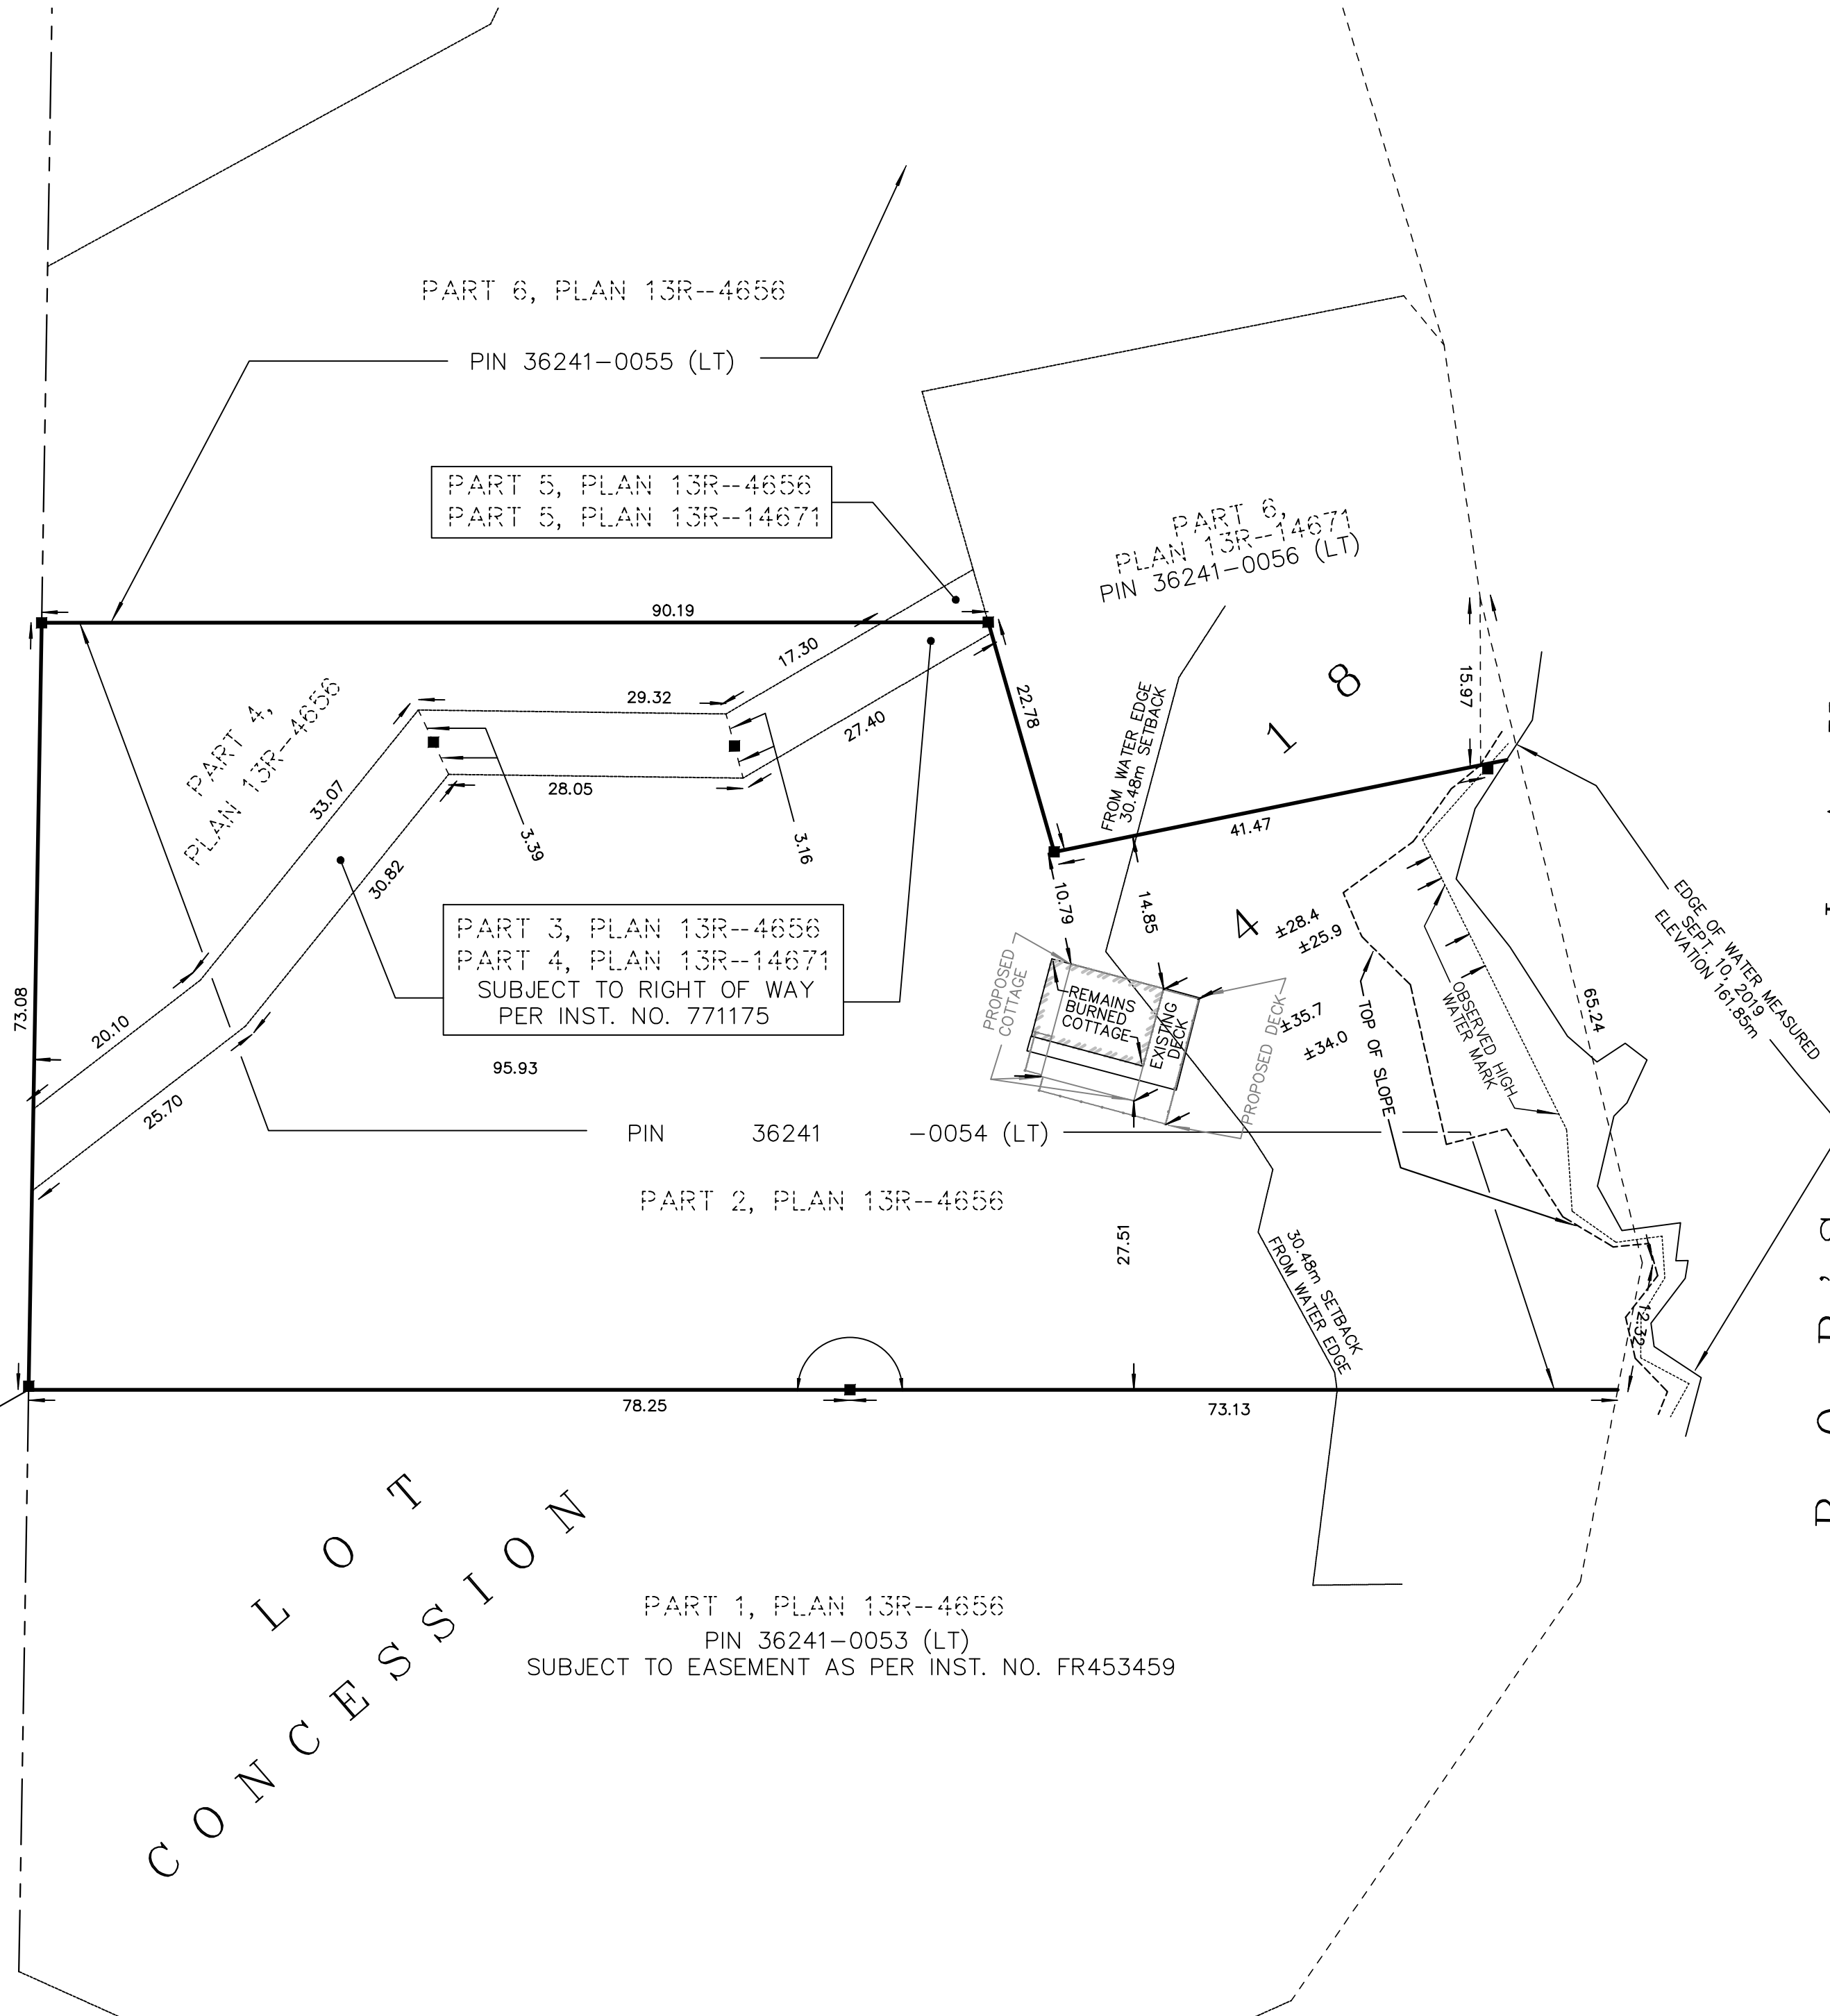 PART 6, PLAN 13R-4656
PIN 36241-0055 (LT)
PART 5, PLAN 13R-4656
PART 5, PLAN 13R-14671
PART 6,
PLAN 13R-14671
PIN 36241-0056 (LT)
90.19
17.30
29.32
27.40
28.05
22.78
15.97
18
FROM WATER EDGE
30.48m SETBACK
41.47
PART 4,
PLAN 13R-4656
33.07
30.82
3.39
3.16
10.79
14.85
4
±28.4
±25.9
EDGE OF WATER MEASURED
SEPT. 10, 2019
ELEVATION 161.85m
PART 3, PLAN 13R-4656
PART 4, PLAN 13R-14671
SUBJECT TO RIGHT OF WAY
PER INST. NO. 771175
PROPOSED
COTTAGE
REMAINS
BURNED
COTTAGE
EXISTING
DECK
PROPOSED DECK
PROPOSED DECK
±35.7
±34.0
TOP OF SLOPE
OBSERVED HIGH
WATER MARK
65.24
73.08
20.10
25.70
95.93
PIN 36241 -0054 (LT)
PART 2, PLAN 13R-4656
27.51
30.48m SETBACK
FROM WATER EDGE
12.32
78.25
73.13
LOT
CONCESSION
PART 1, PLAN 13R-4656
PIN 36241-0053 (LT)
SUBJECT TO EASEMENT AS PER INST. NO. FR453459